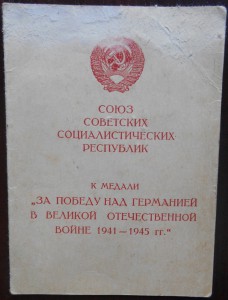 СОЮЗ
СОВЕТСКИХ
СОЦИАЛИСТИЧЕСКИХ
РЕСПУБЛИК
К МЕДАЛИ
„ЗА ПОБЕДУ НАД ГЕРМАНИЕЙ
В ВЕЛИКОЙ ОТЕЧЕСТВЕННОЙ
ВОЙНЕ 1941—1945 гг.“